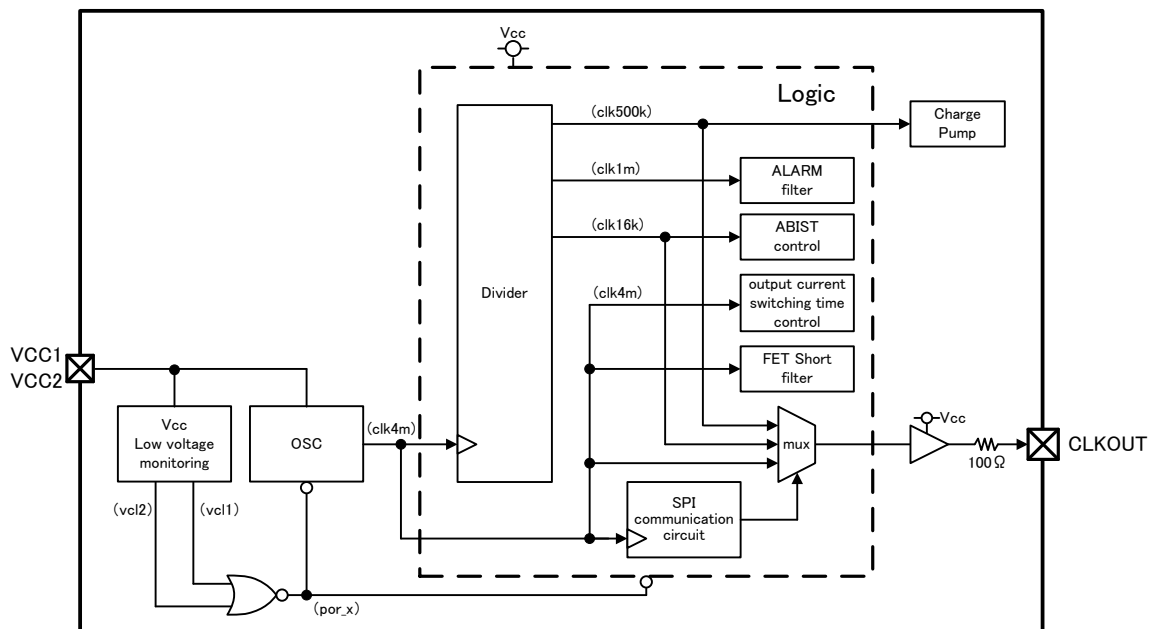 Vcc
Logic
(clk500k)
Charge
Pump
(clk1m)
ALARM
filter
(clk16k)
ABIST
control
Divider
(clk4m)
output current
switching time
control
VCC1
VCC2
FET Short
filter
Vcc
Low voltage
monitoring
OSC
(clk4m)
mux
Vcc
100Ω
CLKOUT
(vcl2)
(vcl1)
SPI
communication
circuit
(por_x)